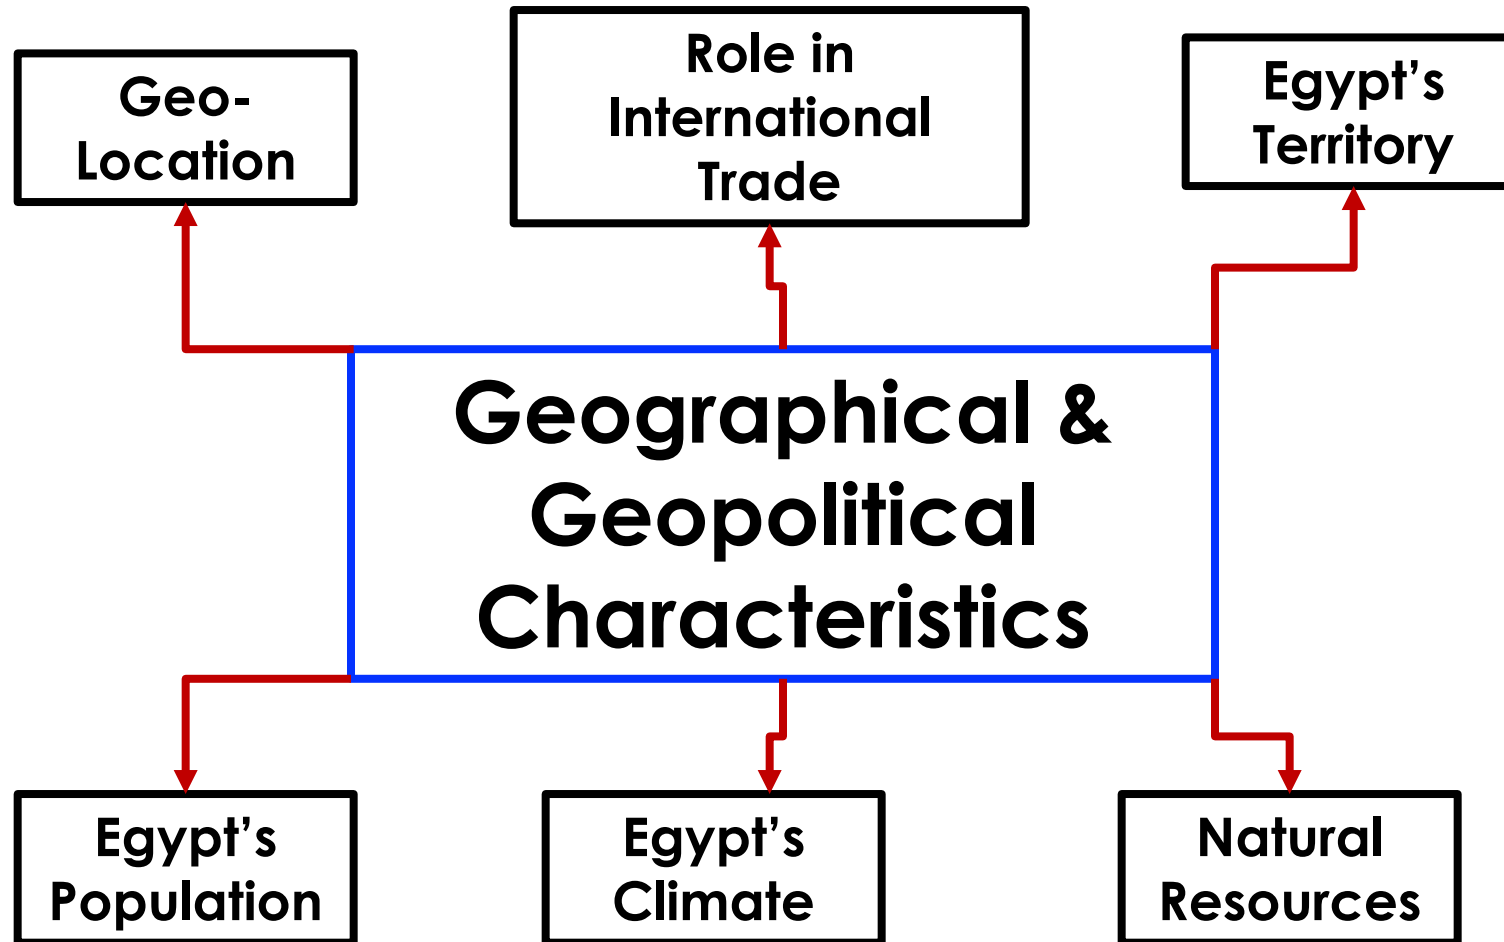 Geo-
Location
Role in
International
Trade
Egypt’s
Territory
Geographical &
Geopolitical
Characteristics
Egypt’s
Population
Egypt’s
Climate
Natural
Resources